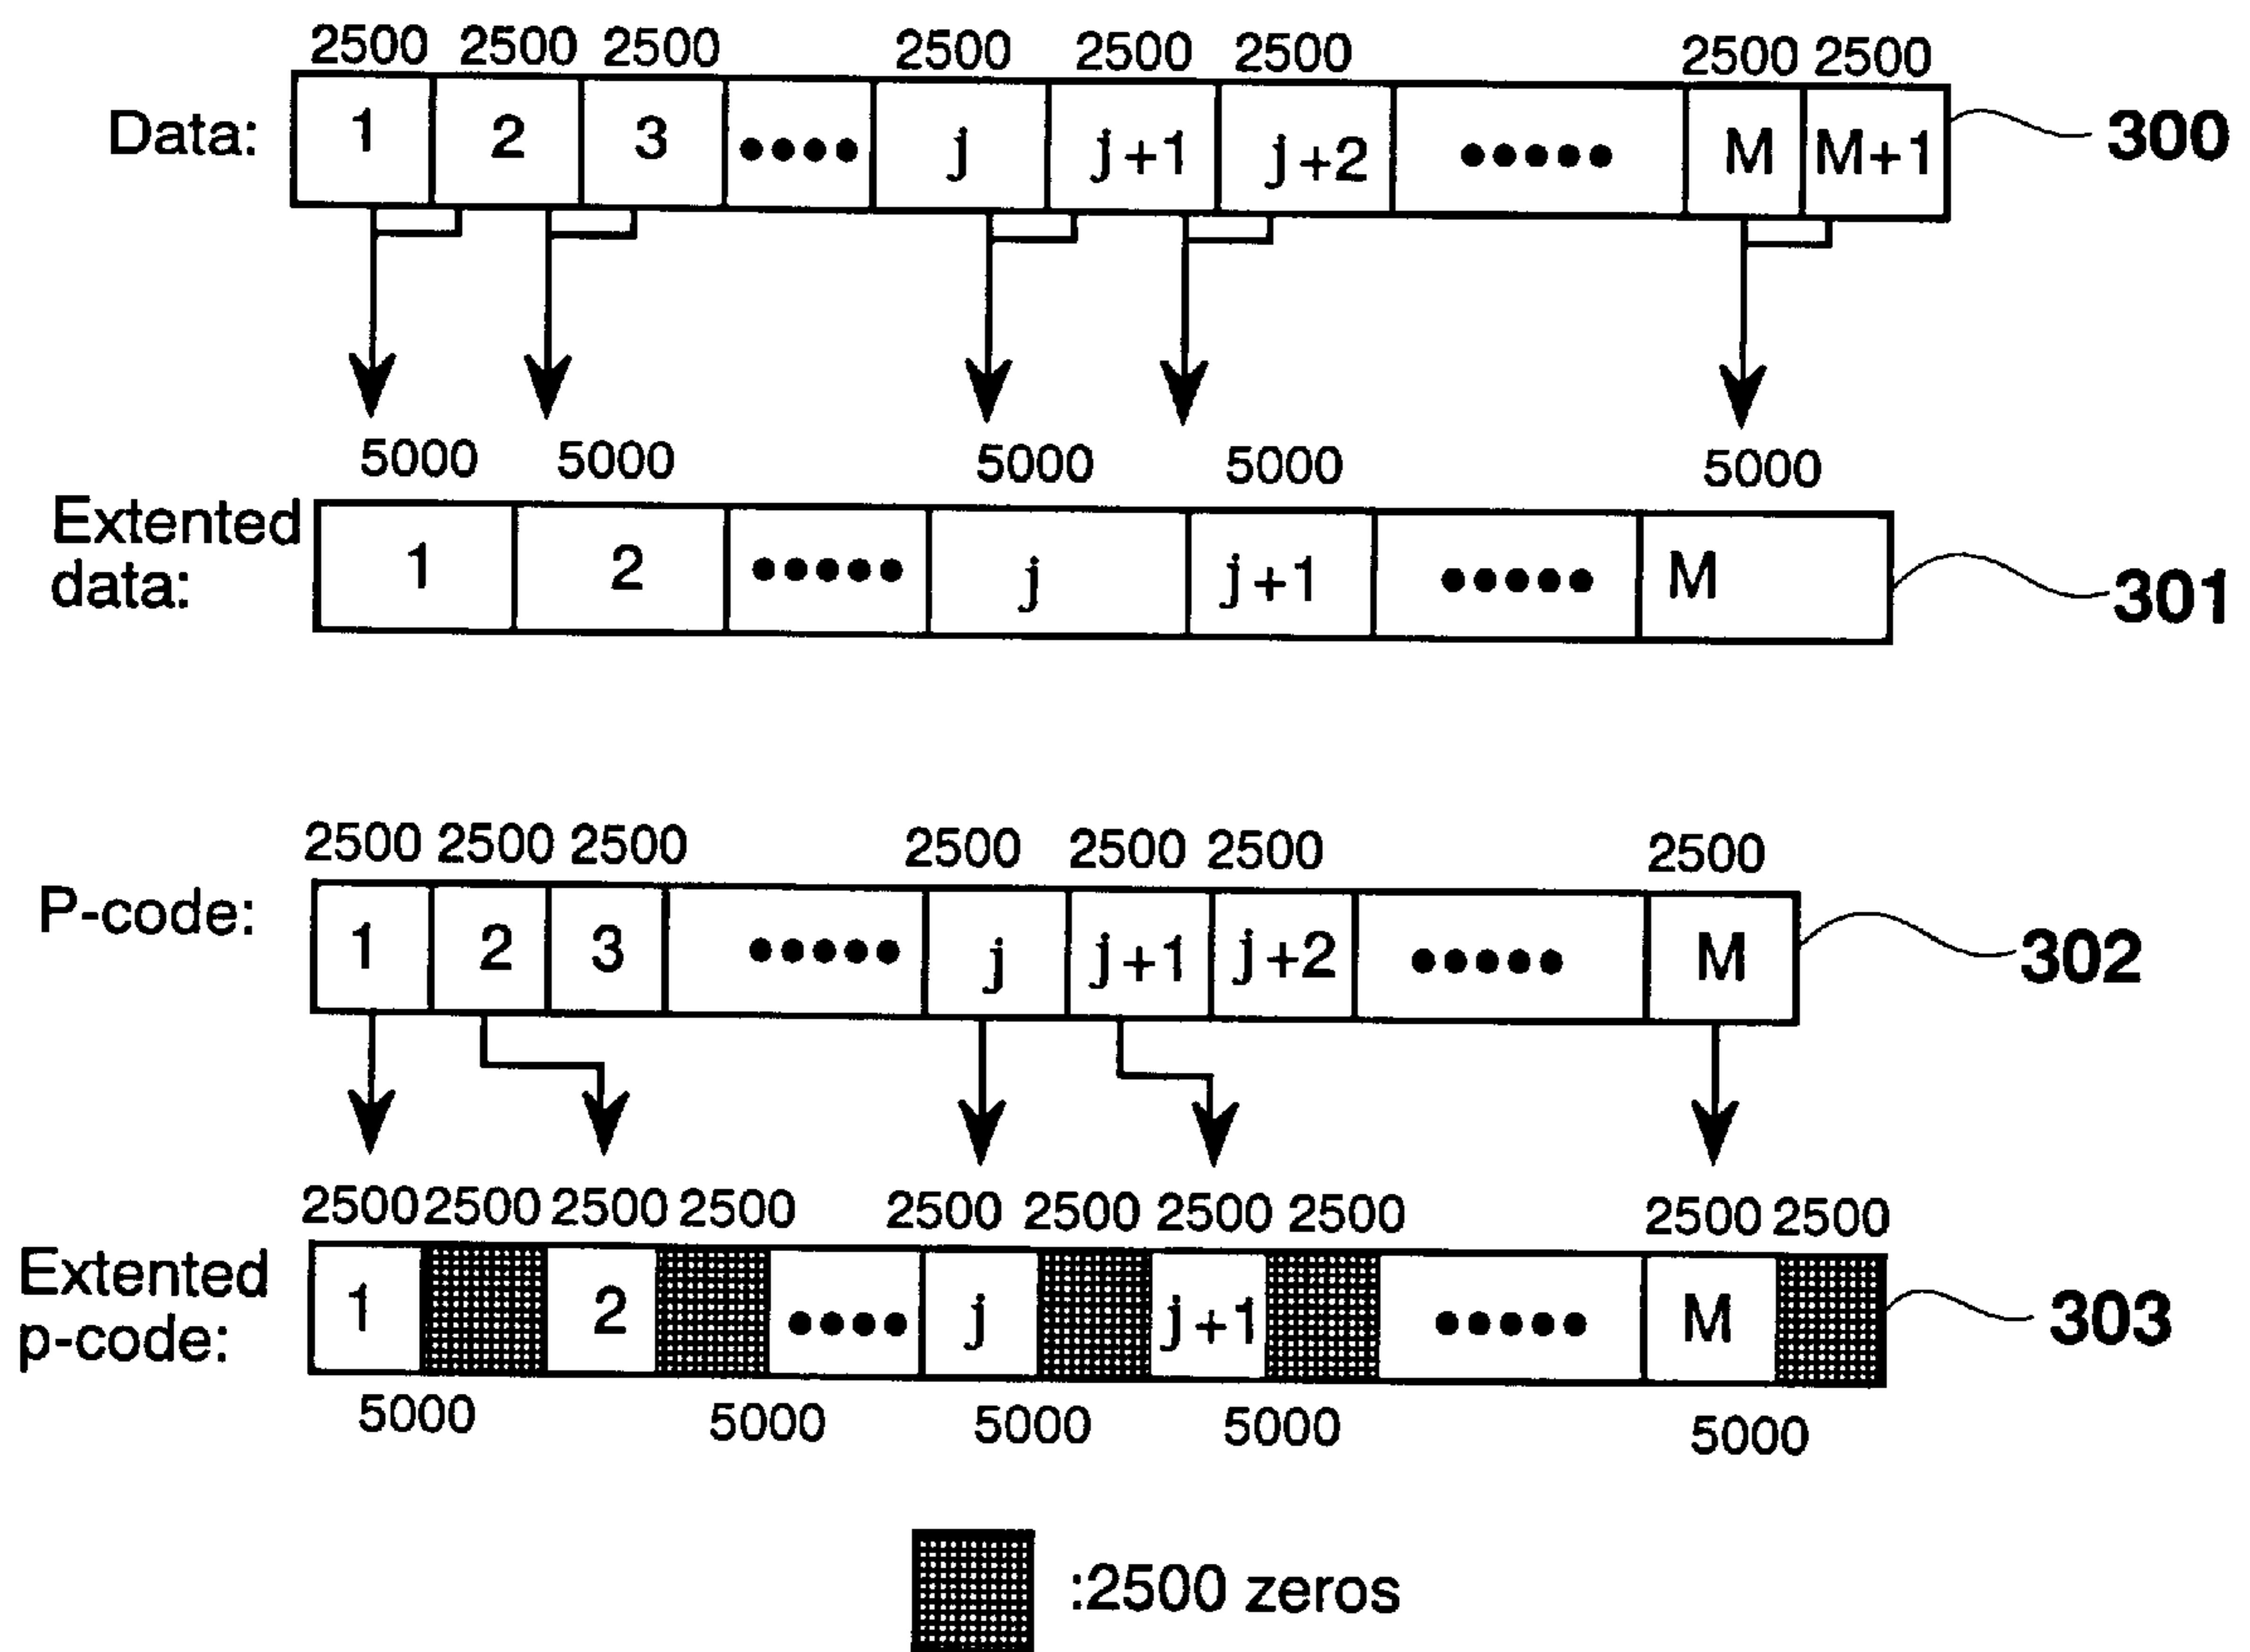 2500 2500 2500 2500 2500 2500 2500 2500
Data: 1 2 3 •••• j j+1 j+2 ••••• M M+1 300
5000 5000 5000 5000 5000
Extented
data: 1 2 ••••• j j+1 ••••• M 301
2500 2500 2500 2500 2500 2500 2500
P-code: 1 2 3 ••••• j j+1 j+2 ••••• M 302
2500 2500 2500 2500 2500 2500 2500 2500 2500 2500
Extented
p-code: 1 2 •••• j j+1 ••••• M 303
5000 5000 5000 5000 5000
:2500 zeros